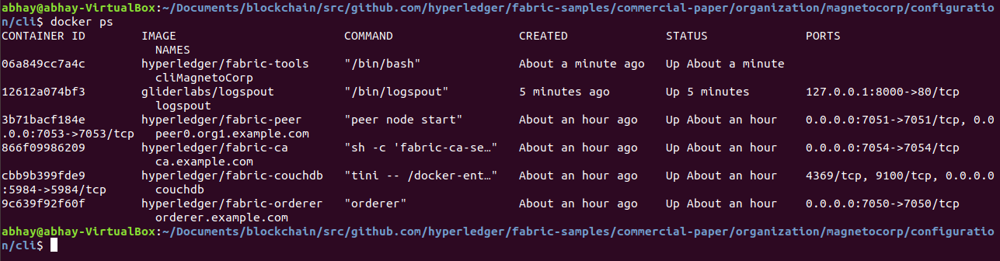 abhay@abhay-VirtualBox:~/Documents/blockchain/src/github.com/hyperledger/fabric-samples/commercial-paper/organization/magnetocorp/configuratio
n/cli$ docker ps
CONTAINER ID        IMAGE                        COMMAND                  CREATED              STATUS              PORTS
                      NAMES
06a849cc7a4c        hyperledger/fabric-tools     "/bin/bash"              About a minute ago   Up About a minute
                      cliMagnetoCorp
12612a074bf3        gliderlabs/logspout          "/bin/logspout"          5 minutes ago        Up 5 minutes        127.0.0.1:8000->80/tcp
                      logspout
3b71bacf184e        hyperledger/fabric-peer      "peer node start"        About an hour ago    Up About an hour    0.0.0.0:7051->7051/tcp, 0.0
.0.0:7053->7053/tcp   peer0.org1.example.com
866f09986209        hyperledger/fabric-ca        "sh -c 'fabric-ca-se…"   About an hour ago    Up About an hour    0.0.0.0:7054->7054/tcp
                      ca.example.com
cbb9b399fde9        hyperledger/fabric-couchdb   "tini -- /docker-ent…"   About an hour ago    Up About an hour    4369/tcp, 9100/tcp, 0.0.0.0
:5984->5984/tcp       couchdb
9c639f92f60f        hyperledger/fabric-orderer   "orderer"                About an hour ago    Up About an hour    0.0.0.0:7050->7050/tcp
                      orderer.example.com
abhay@abhay-VirtualBox:~/Documents/blockchain/src/github.com/hyperledger/fabric-samples/commercial-paper/organization/magnetocorp/configuratio
n/cli$